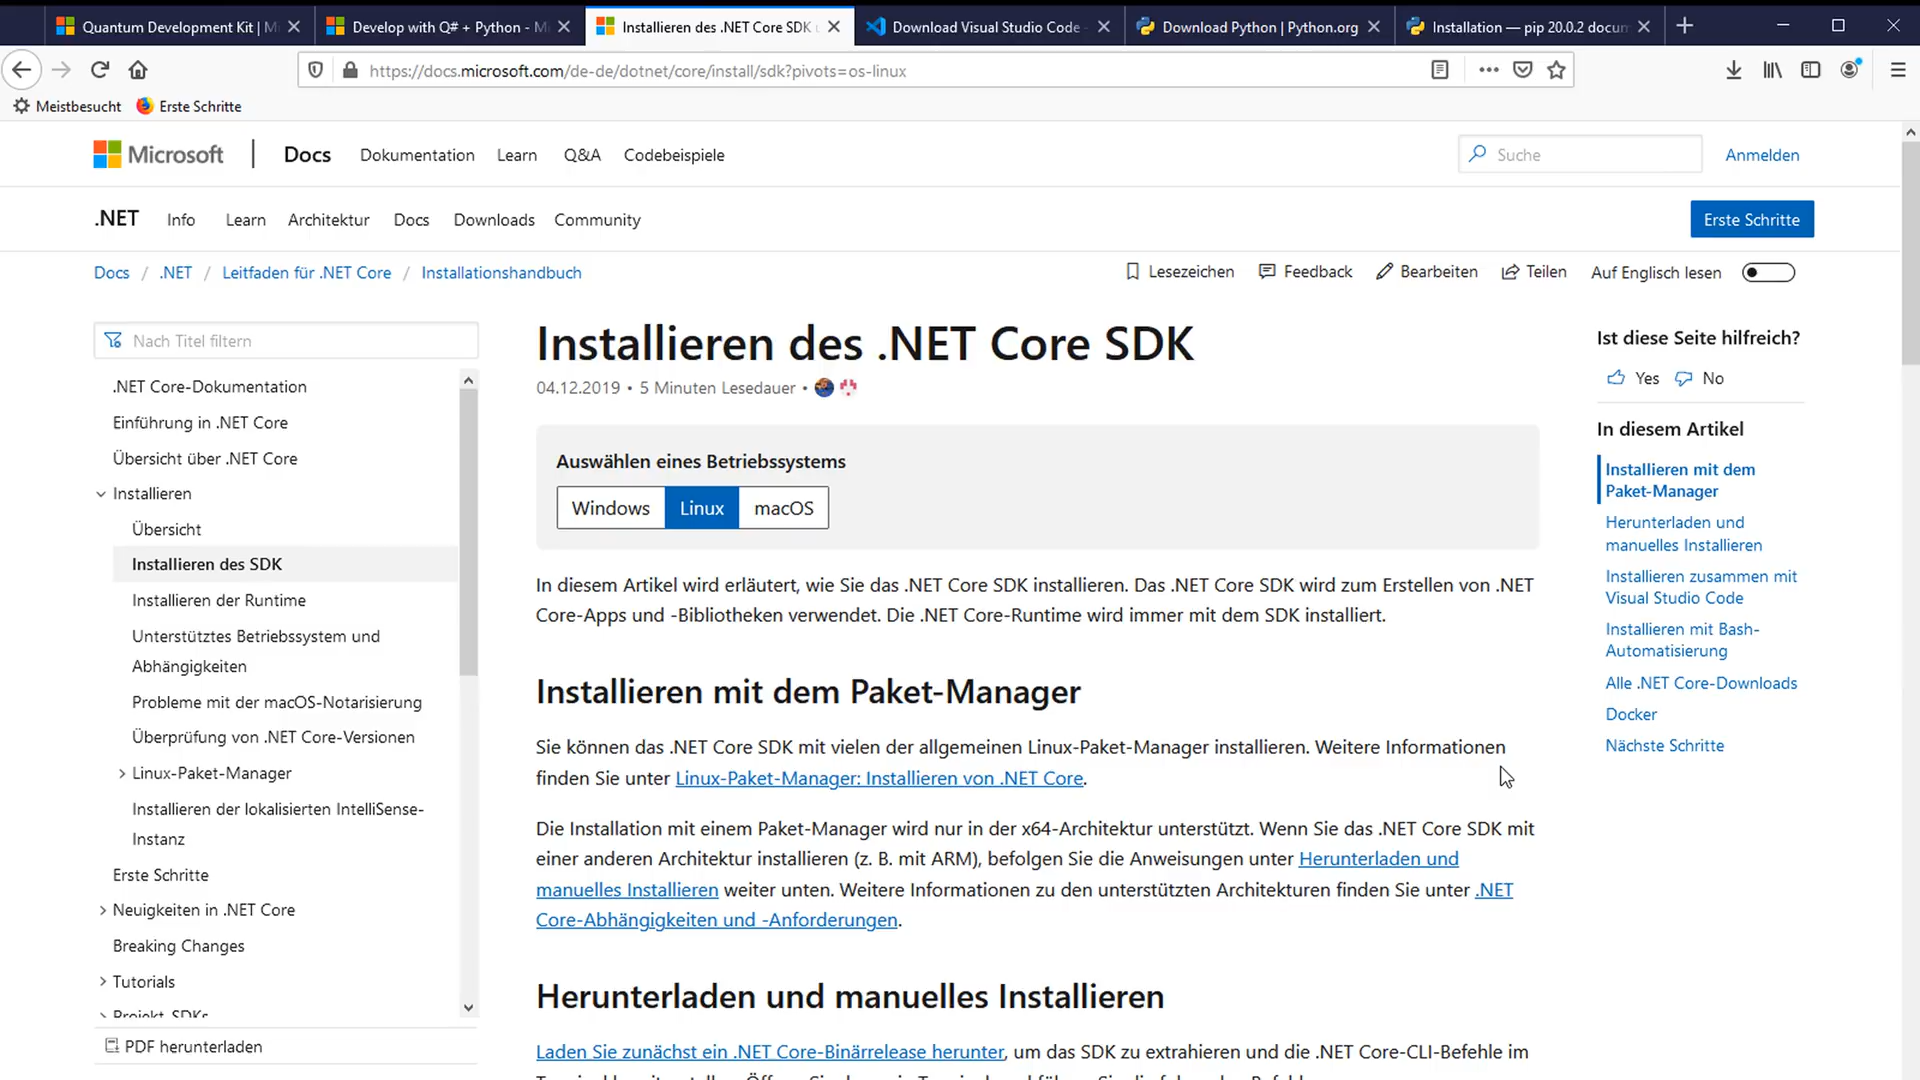 Quantum Development Kit | M
Develop with Q# + Python - Mi
Installieren des .NET Core SDK
Download Visual Studio Code -
Download Python | Python.org
Installation — pip 20.0.2 docum
https://docs.microsoft.com/de-de/dotnet/core/install/sdk?pivots=os-linux
Meistbesucht
Erste Schritte
Microsoft
Docs
Dokumentation
Learn
Q&A
Codebeispiele
Suche
Anmelden
.NET
Info
Learn
Architektur
Docs
Downloads
Community
Erste Schritte
Docs / .NET / Leitfaden für .NET Core / Installationshandbuch
Lesezeichen
Feedback
Bearbeiten
Teilen
Auf Englisch lesen
Nach Titel filtern
.NET Core-Dokumentation
Einführung in .NET Core
Übersicht über .NET Core
Installieren
Übersicht
Installieren des SDK
Installieren der Runtime
Unterstütztes Betriebssystem und
Abhängigkeiten
Probleme mit der macOS-Notarisierung
Überprüfung von .NET Core-Versionen
Linux-Paket-Manager
Installieren der lokalisierten IntelliSense-
Instanz
Erste Schritte
Neuigkeiten in .NET Core
Breaking Changes
Tutorials
Projekt-SDKs
PDF herunterladen
Installieren des .NET Core SDK
04.12.2019 • 5 Minuten Lesedauer •
Auswählen eines Betriebssystems
Windows
Linux
macOS
In diesem Artikel wird erläutert, wie Sie das .NET Core SDK installieren. Das .NET Core SDK wird zum Erstellen von .NET
Core-Apps und -Bibliotheken verwendet. Die .NET Core-Runtime wird immer mit dem SDK installiert.
Installieren mit dem Paket-Manager
Sie können das .NET Core SDK mit vielen der allgemeinen Linux-Paket-Manager installieren. Weitere Informationen
finden Sie unter Linux-Paket-Manager: Installieren von .NET Core.
Die Installation mit einem Paket-Manager wird nur in der x64-Architektur unterstützt. Wenn Sie das .NET Core SDK mit
einer anderen Architektur installieren (z. B. mit ARM), befolgen Sie die Anweisungen unter Herunterladen und
manuelles Installieren weiter unten. Weitere Informationen zu den unterstützten Architekturen finden Sie unter .NET
Core-Abhängigkeiten und -Anforderungen.
Herunterladen und manuelles Installieren
Laden Sie zunächst ein .NET Core-Binärrelease herunter, um das SDK zu extrahieren und die .NET Core-CLI-Befehle im
Ist diese Seite hilfreich?
Yes
No
In diesem Artikel
Installieren mit dem
Paket-Manager
Herunterladen und
manuelles Installieren
Installieren zusammen mit
Visual Studio Code
Installieren mit Bash-
Automatisierung
Alle .NET Core-Downloads
Docker
Nächste Schritte